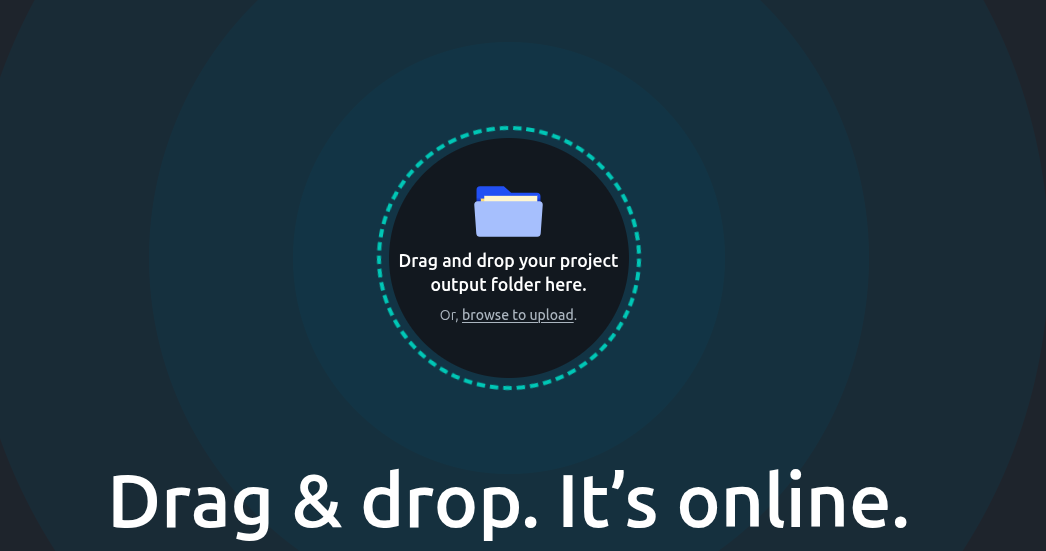 Drag and drop your project
output folder here.
Or, browse to upload.
Drag & drop. It’s online.